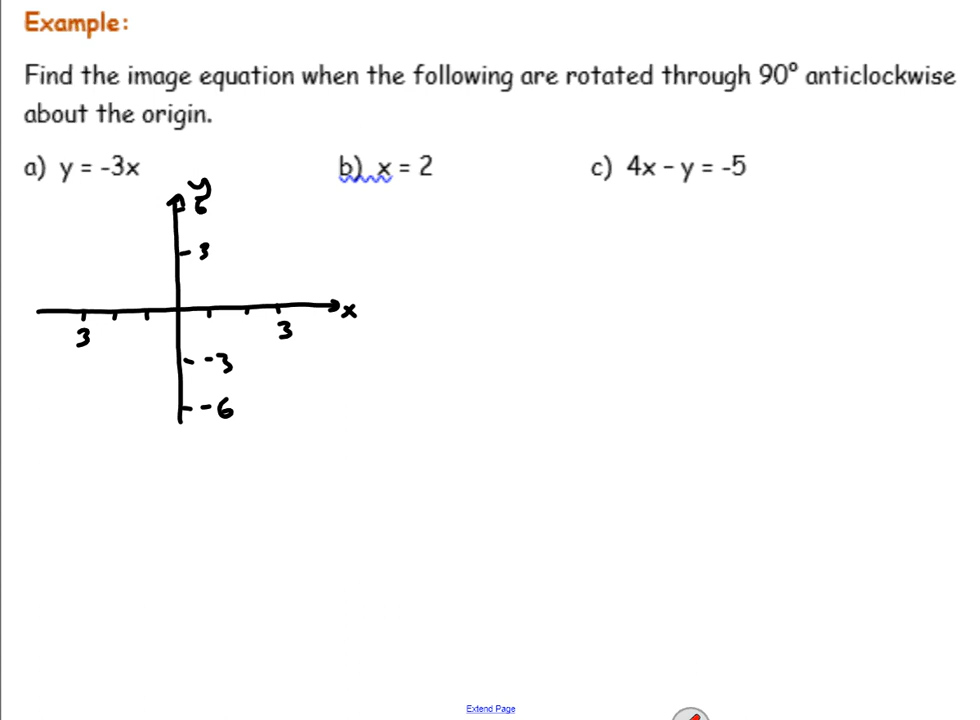 Example:
Find the image equation when the following are rotated through 90° anticlockwise
about the origin.
a) y = -3x
b) x = 2
c) 4x – y = -5
y
6
3
x
3
3
-3
-6
Extend Page